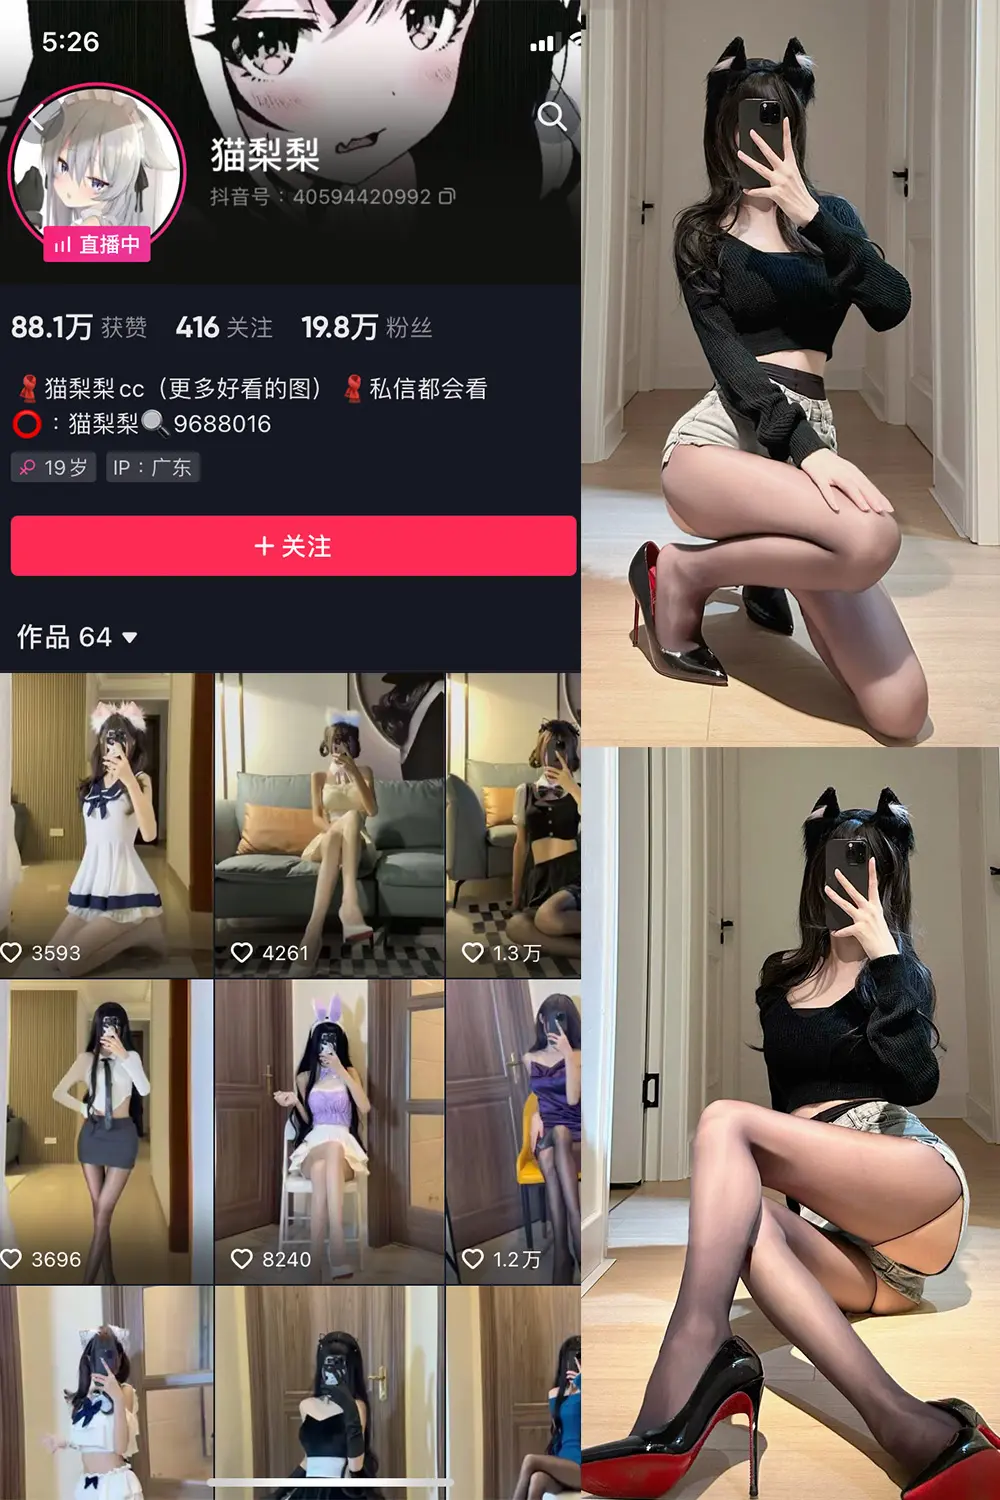 5:26
猫梨梨
抖音号：40594420992
直播中
88.1万 获赞 416 关注 19.8万 粉丝
猫梨梨cc（更多好看的图） 私信都会看
：猫梨梨 9688016
19岁 IP：广东
+ 关注
作品 64
3593 4261 1.3万
3696 8240 1.2万